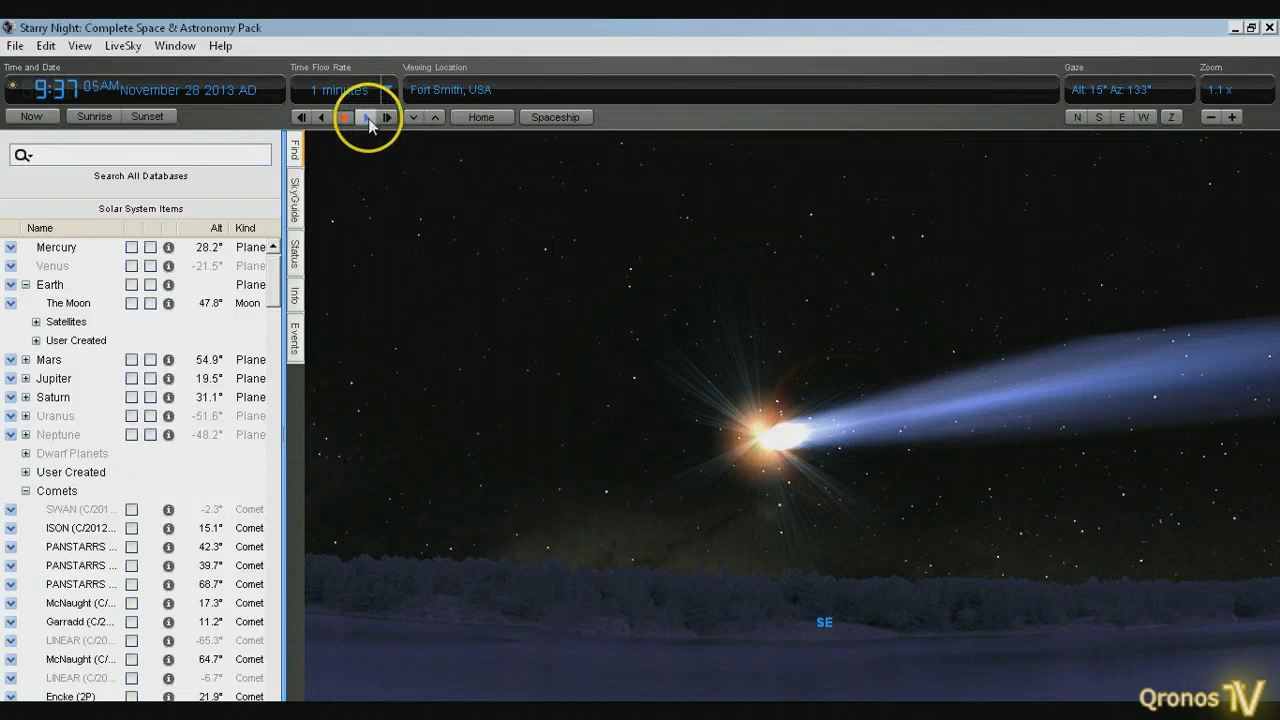 Starry Night: Complete Space & Astronomy Pack
File Edit View LiveSky Window Help
Time and Date Time Flow Rate Viewing Location Gaze Zoom
9:37 05AM November 28 2013 AD 1 minutes Fort Smith, USA Alt: 15° Az: 133° 1.1 x
Now Sunrise Sunset Home Spaceship N S E W Z
Find
SkyGuide
Status
Info
Events
Search All Databases
Solar System Items
Name Alt Kind
Mercury 28.2° Plane
Venus -21.5° Plane
Earth Plane
The Moon 47.8° Moon
Satellites
User Created
Mars 54.9° Plane
Jupiter 19.5° Plane
Saturn 31.1° Plane
Uranus -51.6° Plane
Neptune -48.2° Plane
Dwarf Planets
User Created
Comets
SWAN (C/201... -2.3° Comet
ISON (C/2012... 15.1° Comet
PANSTARRS ... 42.3° Comet
PANSTARRS ... 39.7° Comet
PANSTARRS ... 68.7° Comet
McNaught (C/... 17.3° Comet
Garradd (C/20... 11.2° Comet
LINEAR (C/20... -65.3° Comet
McNaught (C/... 64.7° Comet
LINEAR (C/20... -6.7° Comet
Encke (2P) 21.9° Comet
SE
Qronos TV